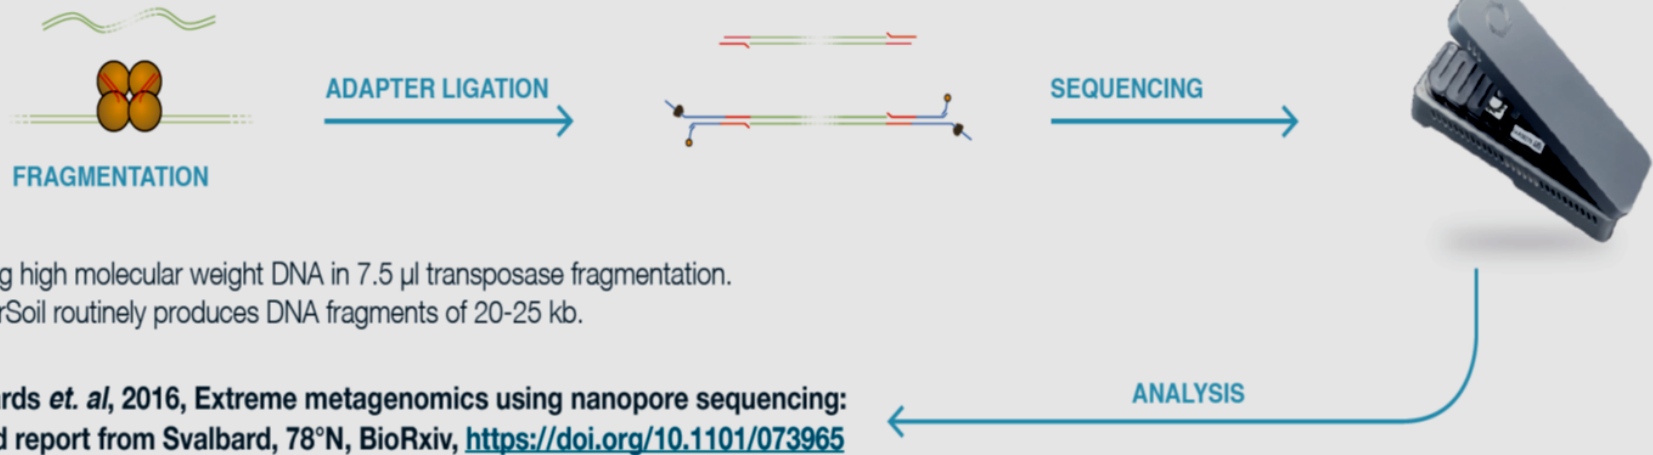 ADAPTER LIGATION
SEQUENCING
FRAGMENTATION
g high molecular weight DNA in 7.5 µl transposase fragmentation.
rSoil routinely produces DNA fragments of 20-25 kb.
ANALYSIS
rds et. al, 2016, Extreme metagenomics using nanopore sequencing:
d report from Svalbard, 78°N, BioRxiv, https://doi.org/10.1101/073965